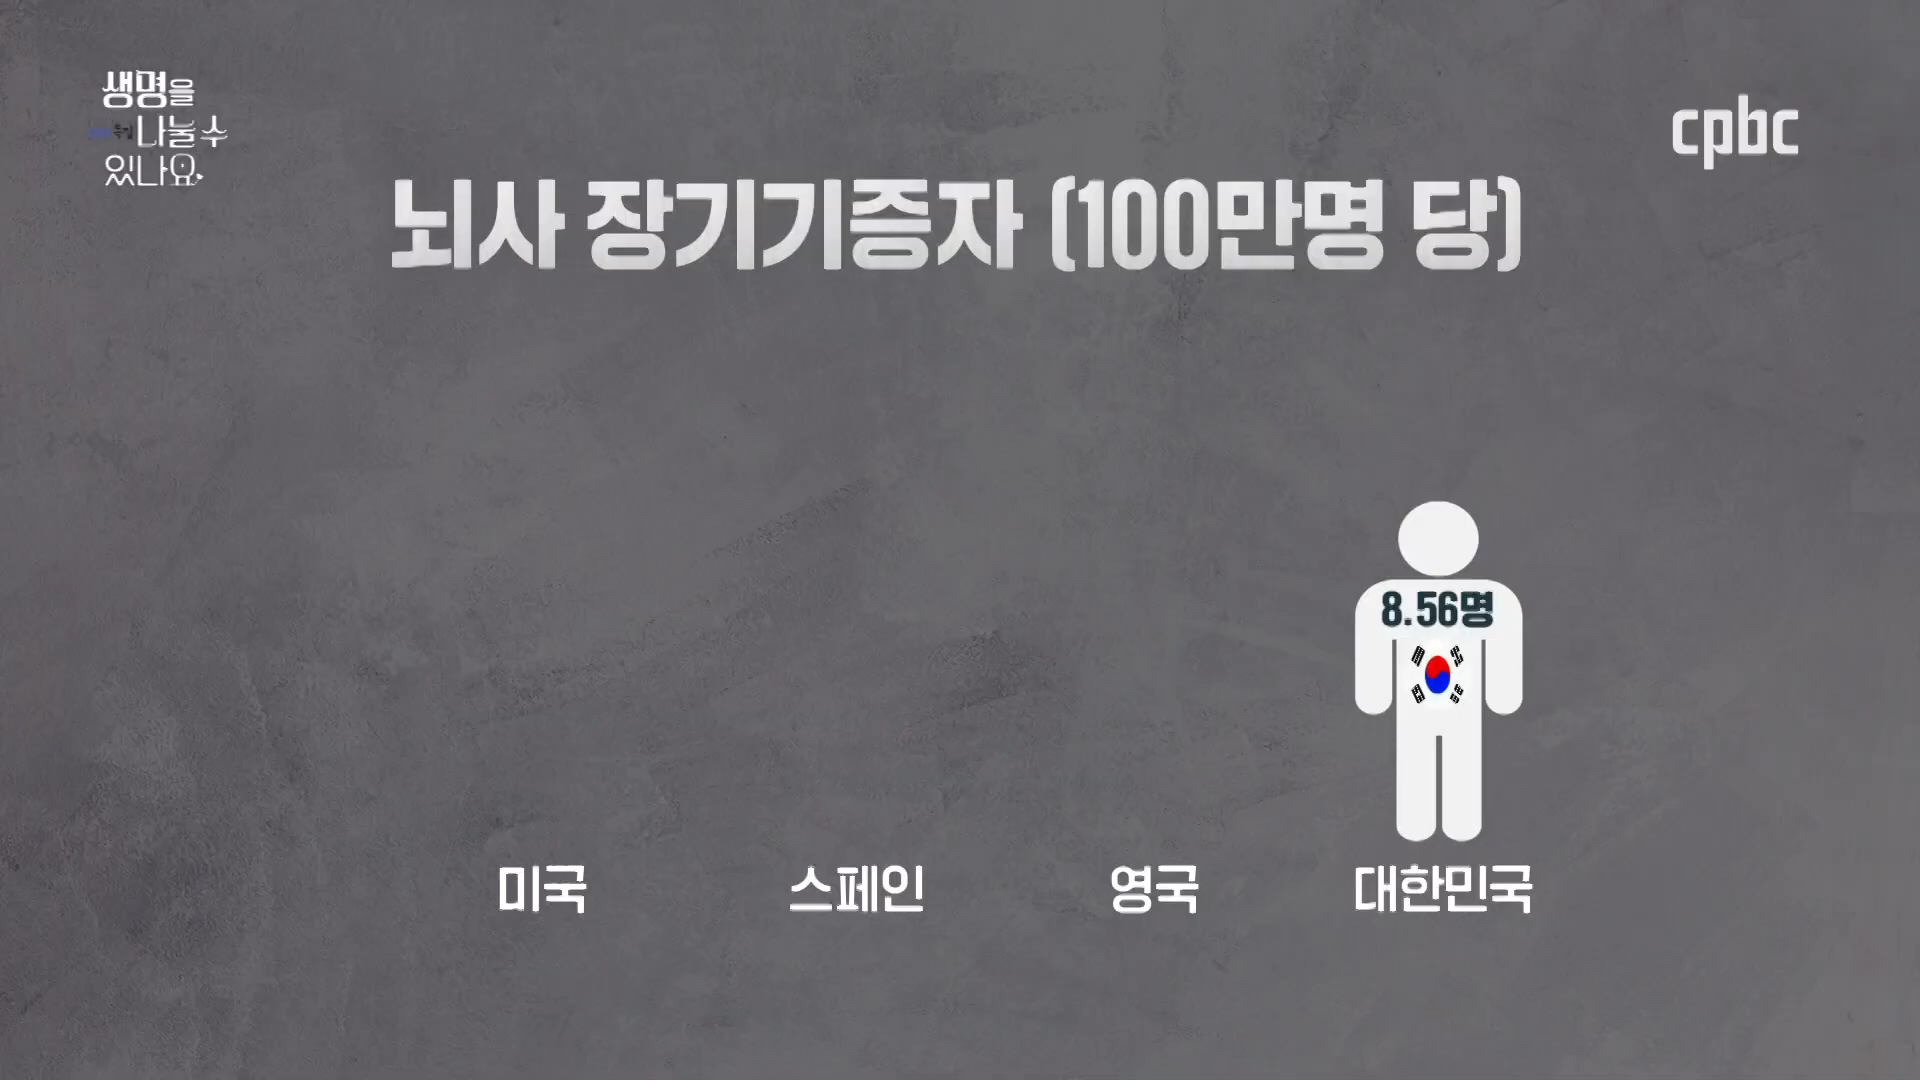 생명을
나눌 수
있나요
cpbc
뇌사 장기기증자 (100만명 당)
8.56명
미국
스페인
영국
대한민국